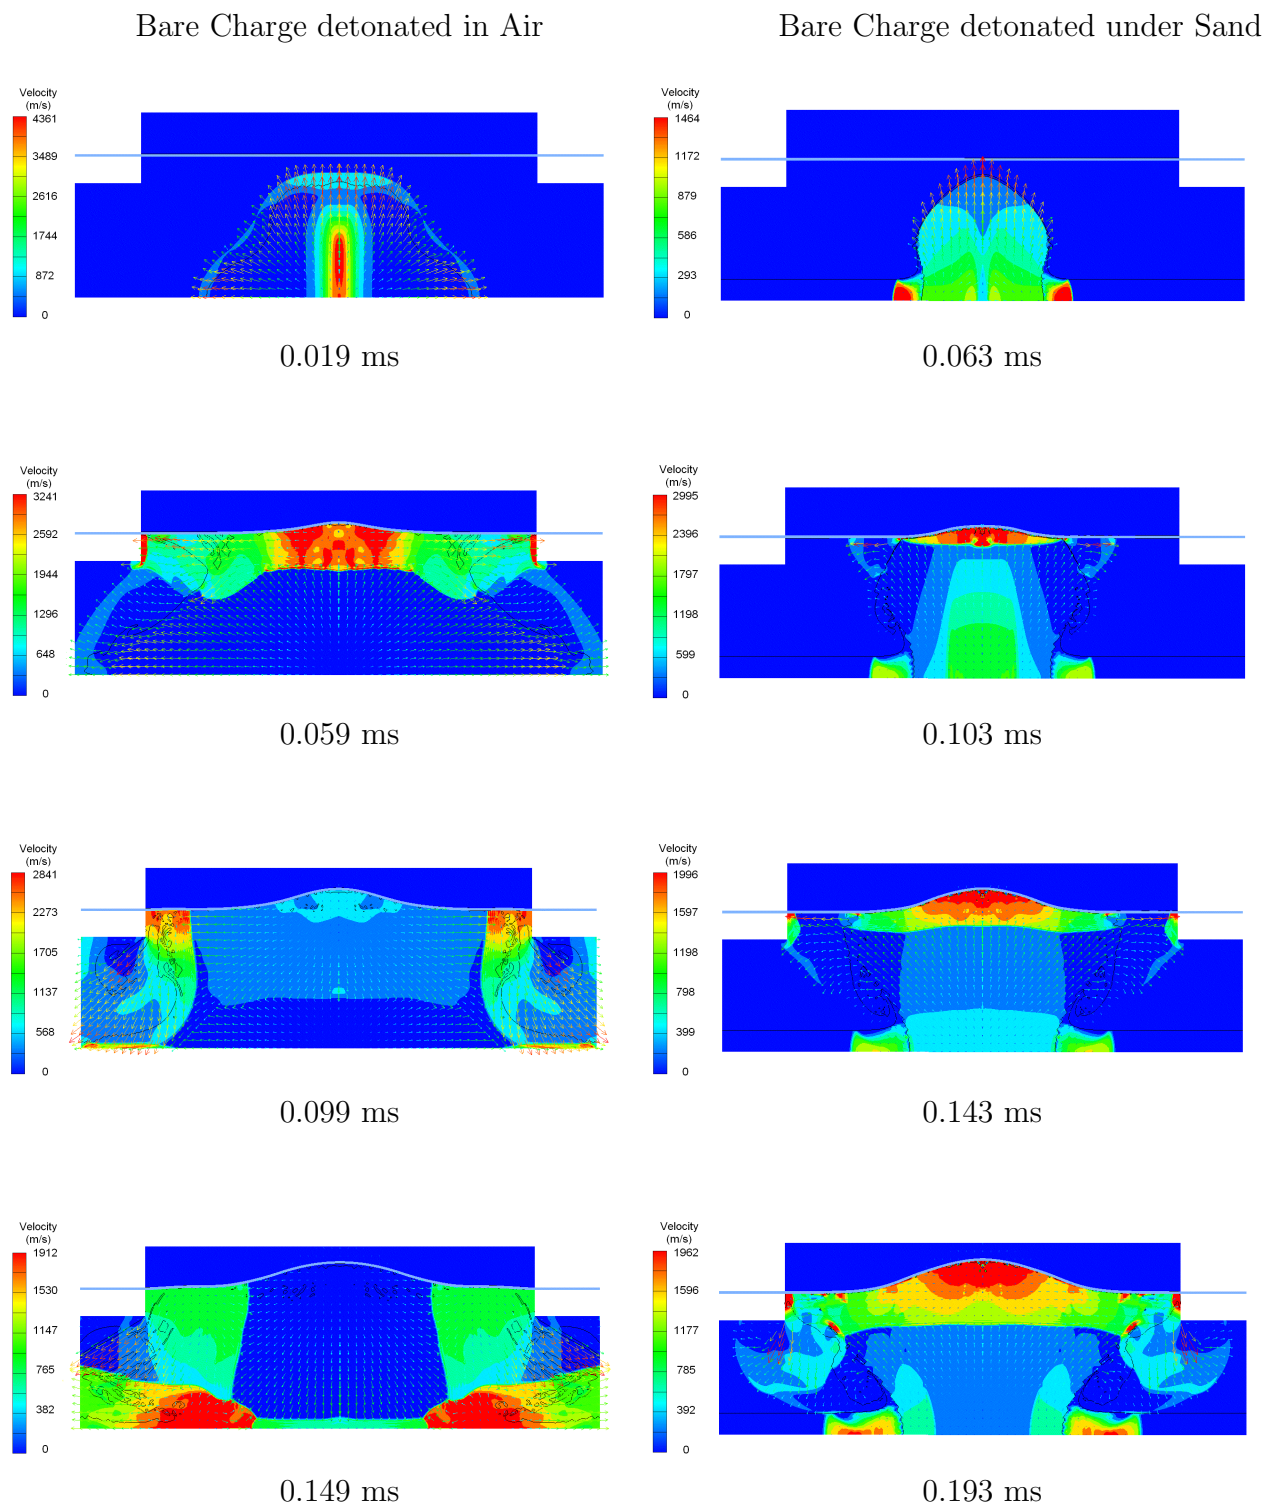 Bare Charge detonated in Air
Bare Charge detonated under Sand
Velocity
(m/s)
4361
3489
2616
1744
872
0
0.019 ms
Velocity
(m/s)
1464
1172
879
586
293
0
0.063 ms
Velocity
(m/s)
3241
2592
1944
1296
648
0
0.059 ms
Velocity
(m/s)
2995
2396
1797
1198
599
0
0.103 ms
Velocity
(m/s)
2841
2273
1705
1137
568
0
0.099 ms
Velocity
(m/s)
1996
1597
1198
798
399
0
0.143 ms
Velocity
(m/s)
1912
1530
1147
765
382
0
0.149 ms
Velocity
(m/s)
1962
1596
1177
785
392
0
0.193 ms